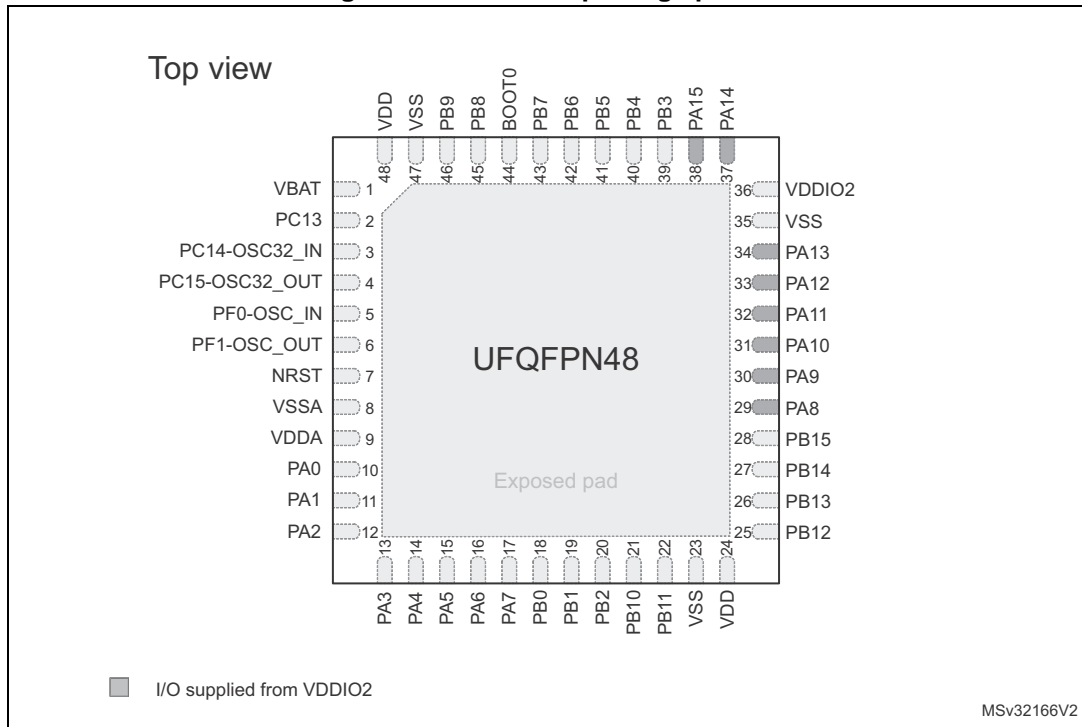 Top view
VDD
VSS
PB9
PB8
BOOT0
PB7
PB6
PB5
PB4
PB3
PA15
PA14
48
47
46
45
44
43
42
41
40
39
38
37
VBAT 1
PC13 2
PC14-OSC32_IN 3
PC15-OSC32_OUT 4
PF0-OSC_IN 5
PF1-OSC_OUT 6
NRST 7
VSSA 8
VDDA 9
PA0 10
PA1 11
PA2 12
UFQFPN48
Exposed pad
36 VDDIO2
35 VSS
34 PA13
33 PA12
32 PA11
31 PA10
30 PA9
29 PA8
28 PB15
27 PB14
26 PB13
25 PB12
13
14
15
16
17
18
19
20
21
22
23
24
PA3
PA4
PA5
PA6
PA7
PB0
PB1
PB2
PB10
PB11
VSS
VDD
I/O supplied from VDDIO2
MSv32166V2